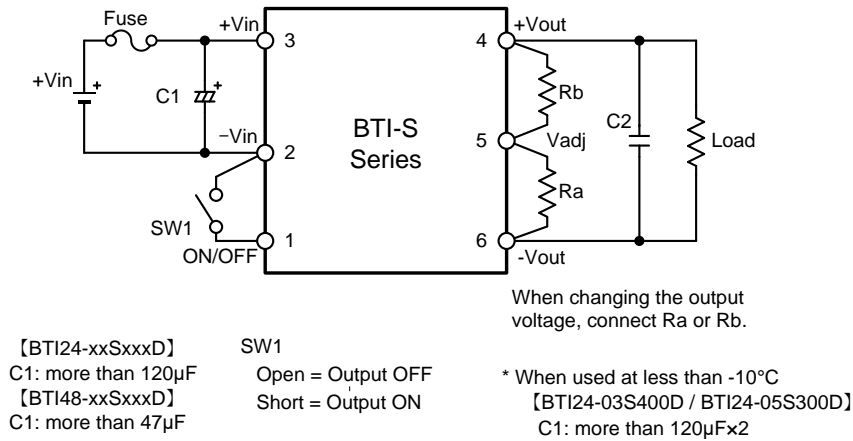 Fuse
+Vin
+Vout
3
4
+Vin
C1
Rb
BTI-S
Series
C2
−Vin
2
5
Vadj
Load
Ra
SW1
1
6
ON/OFF
-Vout
When changing the output
voltage, connect Ra or Rb.
【BTI24-xxSxxxD】
C1: more than 120µF
【BTI48-xxSxxxD】
C1: more than 47µF
SW1
Open = Output OFF
Short = Output ON
* When used at less than -10°C
【BTI24-03S400D / BTI24-05S300D】
C1: more than 120µF×2